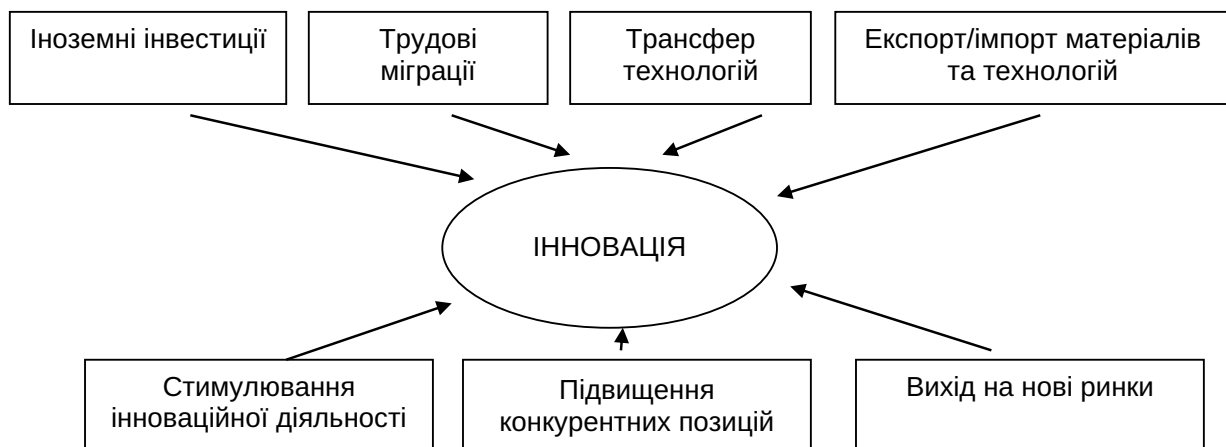 Іноземні інвестиції
Трудові
міграції
Трансфер
технологій
Експорт/імпорт матеріалів
та технологій
ІННОВАЦІЯ
Стимулювання
інноваційної діяльності
Підвищення
конкурентних позицій
Вихід на нові ринки